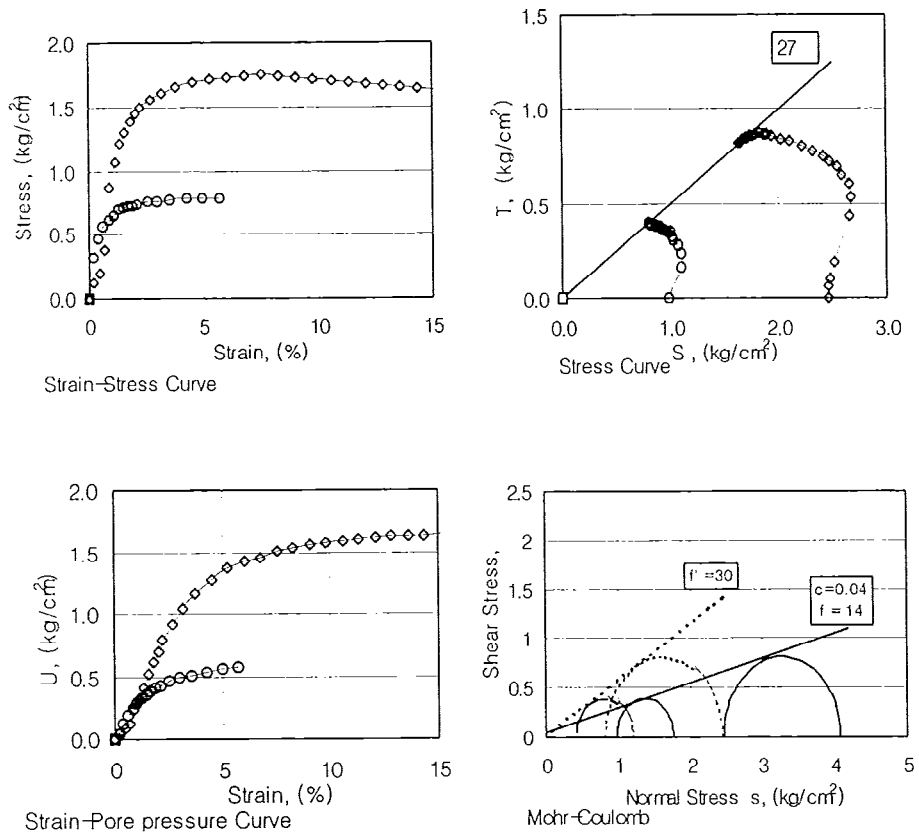 2.0
1.5
1.0
0.5
0.0
Stress, (kg/cm²)
0
5
10
15
Strain, (%)
Strain-Stress Curve
1.5
1.0
0.5
0.0
T, (kg/cm²)
27
0.0
1.0
2.0
3.0
S , (kg/cm²)
Stress Curve
2.0
1.5
1.0
0.5
0.0
U, (kg/cm²)
0
5
10
15
Strain, (%)
Strain-Pore pressure Curve
2.5
2
1.5
1
0.5
0
Shear Stress,
f' =30
c=0.04
f = 14
0
1
2
3
4
5
Normal Stress s, (kg/cm²)
Mohr-Coulomb